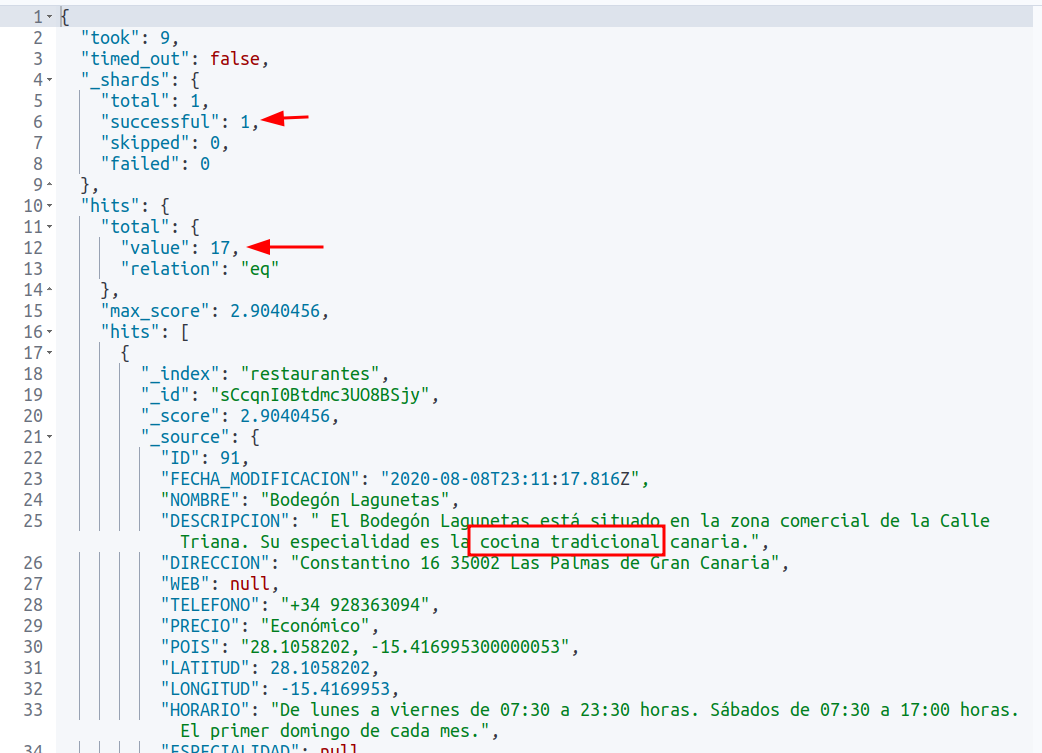 1 {
2 "took": 9,
3 "timed_out": false,
4 "_shards": {
5 "total": 1,
6 "successful": 1,
7 "skipped": 0,
8 "failed": 0
9 },
10 "hits": {
11 "total": {
12 "value": 17,
13 "relation": "eq"
14 },
15 "max_score": 2.9040456,
16 "hits": [
17 {
18 "_index": "restaurantes",
19 "_id": "sCcqnI0Btdmc3UO8BSjy",
20 "_score": 2.9040456,
21 "_source": {
22 "ID": 91,
23 "FECHA_MODIFICACION": "2020-08-08T23:11:17.816Z",
24 "NOMBRE": "Bodegón Lagunetas",
25 "DESCRIPCION": " El Bodegón Lagunetas está situado en la zona comercial de la Calle
Triana. Su especialidad es la cocina tradicional canaria.",
26 "DIRECCION": "Constantino 16 35002 Las Palmas de Gran Canaria",
27 "WEB": null,
28 "TELEFONO": "+34 928363094",
29 "PRECIO": "Económico",
30 "POIS": "28.1058202, -15.416995300000053",
31 "LATITUD": 28.1058202,
32 "LONGITUD": -15.4169953,
33 "HORARIO": "De lunes a viernes de 07:30 a 23:30 horas. Sábados de 07:30 a 17:00 horas.
El primer domingo de cada mes.",
34 "ESPECIALIDAD": null